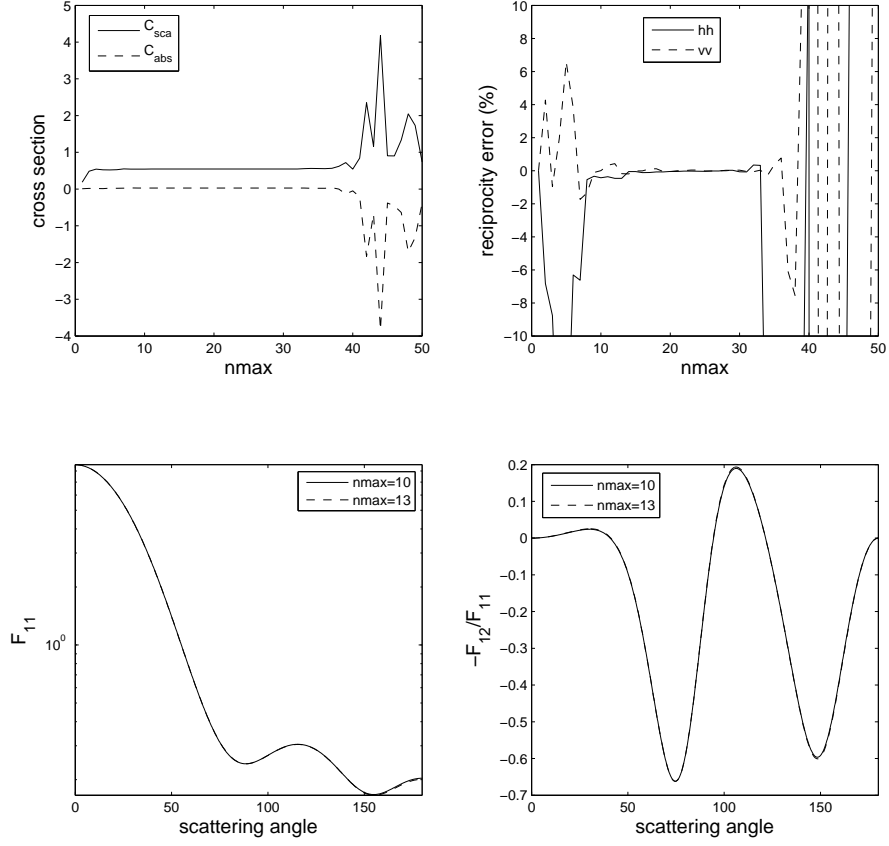 5
4
3
2
1
0
−1
−2
−3
−4
0 10 20 30 40 50
cross section
nmax
C_sca
C_abs
10
8
6
4
2
0
−2
−4
−6
−8
−10
0 10 20 30 40 50
reciprocity error (%)
nmax
hh
vv
10^0
0 50 100 150
F_11
scattering angle
nmax=10
nmax=13
0.2
0.1
0
−0.1
−0.2
−0.3
−0.4
−0.5
−0.6
−0.7
0 50 100 150
−F_12/F_11
scattering angle
nmax=10
nmax=13